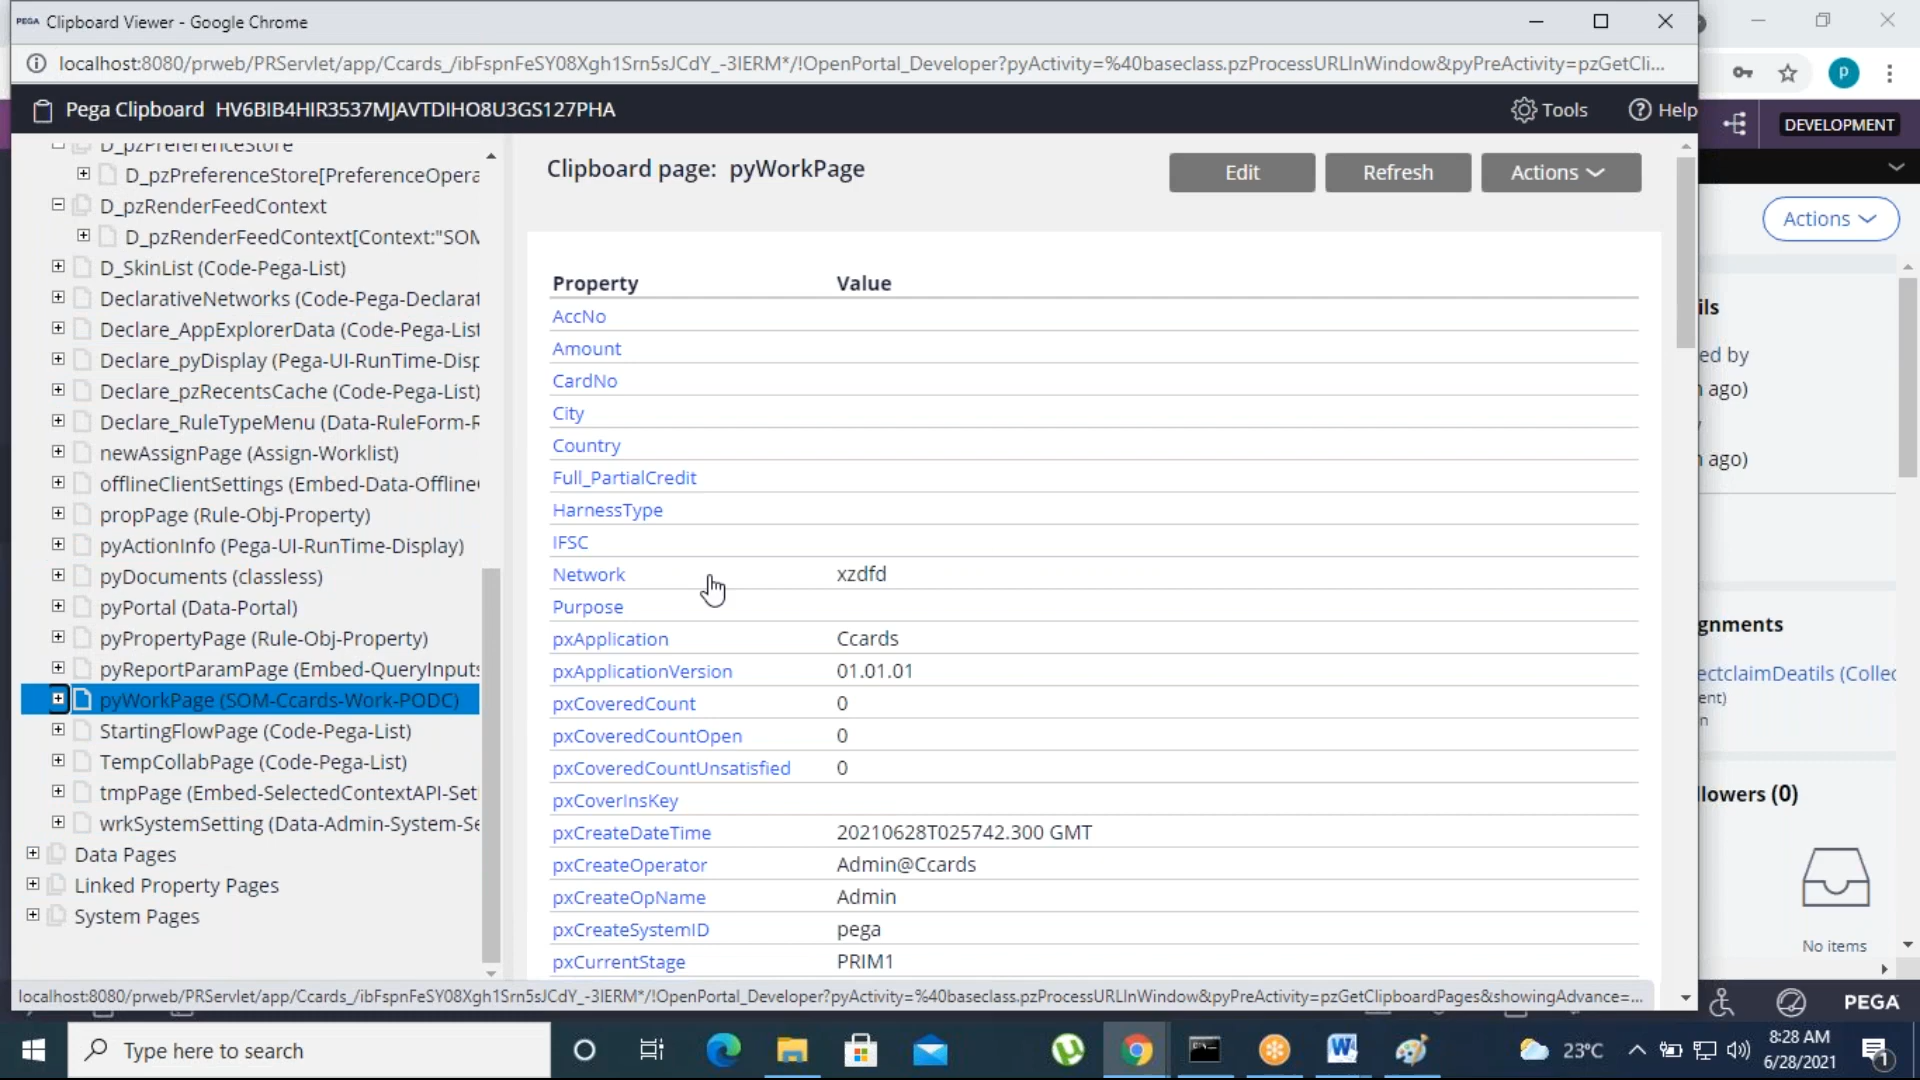 PEGA Clipboard Viewer - Google Chrome
localhost:8080/prweb/PRServlet/app/Ccards_/ibFspnFeSY08Xgh1Srn5sJCdY_-3IERM*/!OpenPortal_Developer?pyActivity=%40baseclass.pzProcessURLInWindow&pyPreActivity=pzGetCli...
Pega Clipboard HV6BIB4HIR3537MJAVTDIHO8U3GS127PHA
Tools
Help
D_pzPreferenceStore
D_pzPreferenceStore[PreferenceOpera
D_pzRenderFeedContext
D_pzRenderFeedContext[Context:"SOM
D_SkinList (Code-Pega-List)
DeclarativeNetworks (Code-Pega-Declarat
Declare_AppExplorerData (Code-Pega-List
Declare_pyDisplay (Pega-UI-RunTime-Disp
Declare_pzRecentsCache (Code-Pega-List)
Declare_RuleTypeMenu (Data-RuleForm-R
newAssignPage (Assign-Worklist)
offlineClientSettings (Embed-Data-Offline
propPage (Rule-Obj-Property)
pyActionInfo (Pega-UI-RunTime-Display)
pyDocuments (classless)
pyPortal (Data-Portal)
pyPropertyPage (Rule-Obj-Property)
pyReportParamPage (Embed-QueryInputs
pyWorkPage (SOM-Ccards-Work-PODC)
StartingFlowPage (Code-Pega-List)
TempCollabPage (Code-Pega-List)
tmpPage (Embed-SelectedContextAPI-Set
wrkSystemSetting (Data-Admin-System-Se
Data Pages
Linked Property Pages
System Pages
Clipboard page: pyWorkPage
Edit
Refresh
Actions
Property Value
AccNo
Amount
CardNo
City
Country
Full_PartialCredit
HarnessType
IFSC
Network xzdfd
Purpose
pxApplication Ccards
pxApplicationVersion 01.01.01
pxCoveredCount 0
pxCoveredCountOpen 0
pxCoveredCountUnsatisfied 0
pxCoverInsKey
pxCreateDateTime 20210628T025742.300 GMT
pxCreateOperator Admin@Ccards
pxCreateOpName Admin
pxCreateSystemID pega
pxCurrentStage PRIM1
localhost:8080/prweb/PRServlet/app/Ccards_/ibFspnFeSY08Xgh1Srn5sJCdY_-3IERM*/!OpenPortal_Developer?pyActivity=%40baseclass.pzProcessURLInWindow&pyPreActivity=pzGetClipboardPages&showingAdvance=...
P
DEVELOPMENT
Actions
ils
ed by
ago)
ago)
gnments
ectclaimDeatils (Collec
ent)
n
llowers (0)
No items
PEGA
Type here to search
23°C
8:28 AM
6/28/2021
1